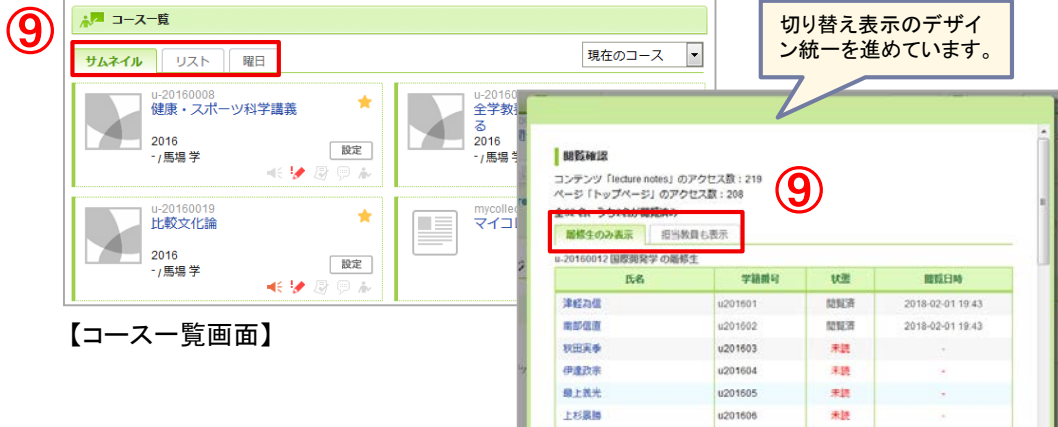 ⑨
コース一覧
サムネイル リスト 曜日
現在のコース
u-20160008
健康・スポーツ科学講義
2016
-/馬場 学
設定
u-20160019
比較文化論
2016
-/馬場 学
設定
u-20160
全学教
る
2016
-/馬場
mycollec
マイコ
【コース一覧画面】
切り替え表示のデザイ
ン統一を進めています。
閲覧確認
コンテンツ「lecture notes」のアクセス数:219
ページ「トップページ」のアクセス数:208
⑨
履修生のみ表示 担当教員も表示
u-20160012 国際開発学 の履修生
氏名 学籍番号 状態 閲覧日時
津軽為信 u201601 閲覧済 2018-02-01 19:43
南部信直 u201602 閲覧済 2018-02-01 19:43
秋田実季 u201603 未読 -
伊達政宗 u201604 未読 -
最上義光 u201605 未読 -
上杉景勝 u201606 未読 -